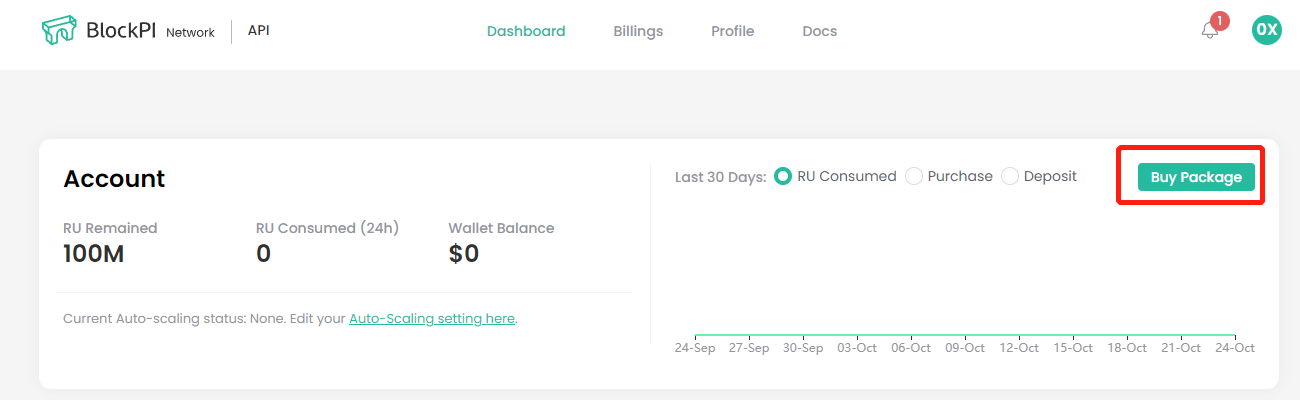 BlockPI Network API Dashboard Billings Profile Docs 1 0X
Account
Last 30 Days: RU Consumed Purchase Deposit Buy Package
RU Remained RU Consumed (24h) Wallet Balance
100M 0 $0
Current Auto-scaling status: None. Edit your Auto-Scaling setting here.
24-Sep 27-Sep 30-Sep 03-Oct 06-Oct 09-Oct 12-Oct 15-Oct 18-Oct 21-Oct 24-Oct